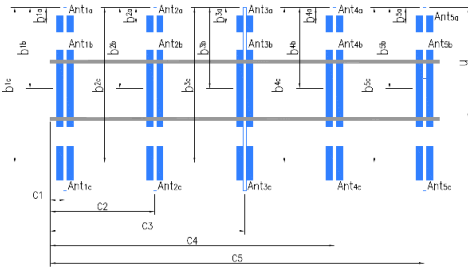 Ant1a Ant2a Ant3a Ant4a Ant5a
b1a b2a b3a b4a b5a
Ant1b Ant2b Ant3b Ant4b Ant5b
b1b b2b b3b b4b b5b
b1c b2c b3c b4c b5c
Ant1c Ant2c Ant3c Ant4c Ant5c
C1
C2
C3
C4
C5